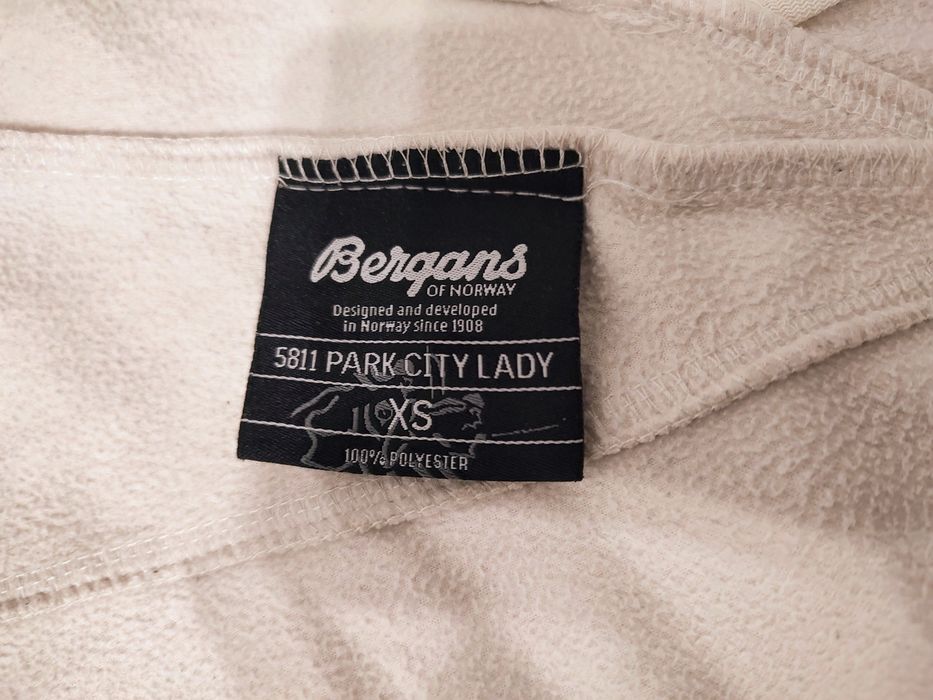 Bergans
OF NORWAY
Designed and developed
in Norway since 1908
5811 PARK CITY LADY
XS
100% POLYESTER